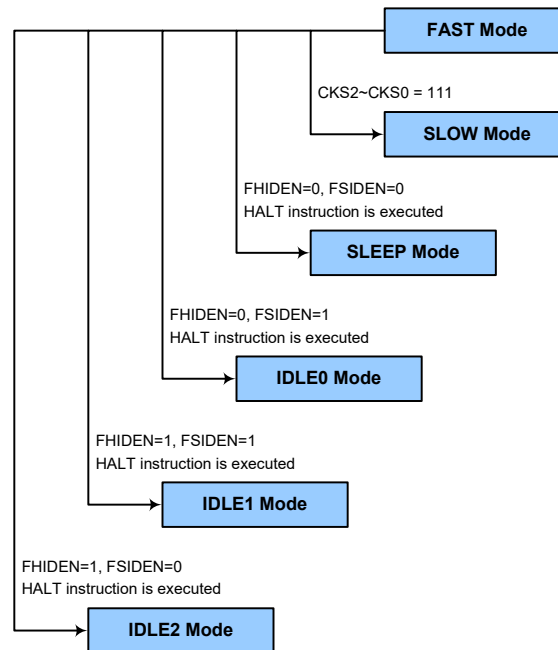 FAST Mode
CKS2~CKS0 = 111
SLOW Mode
FHIDEN=0, FSIDEN=0
HALT instruction is executed
SLEEP Mode
FHIDEN=0, FSIDEN=1
HALT instruction is executed
IDLE0 Mode
FHIDEN=1, FSIDEN=1
HALT instruction is executed
IDLE1 Mode
FHIDEN=1, FSIDEN=0
HALT instruction is executed
IDLE2 Mode